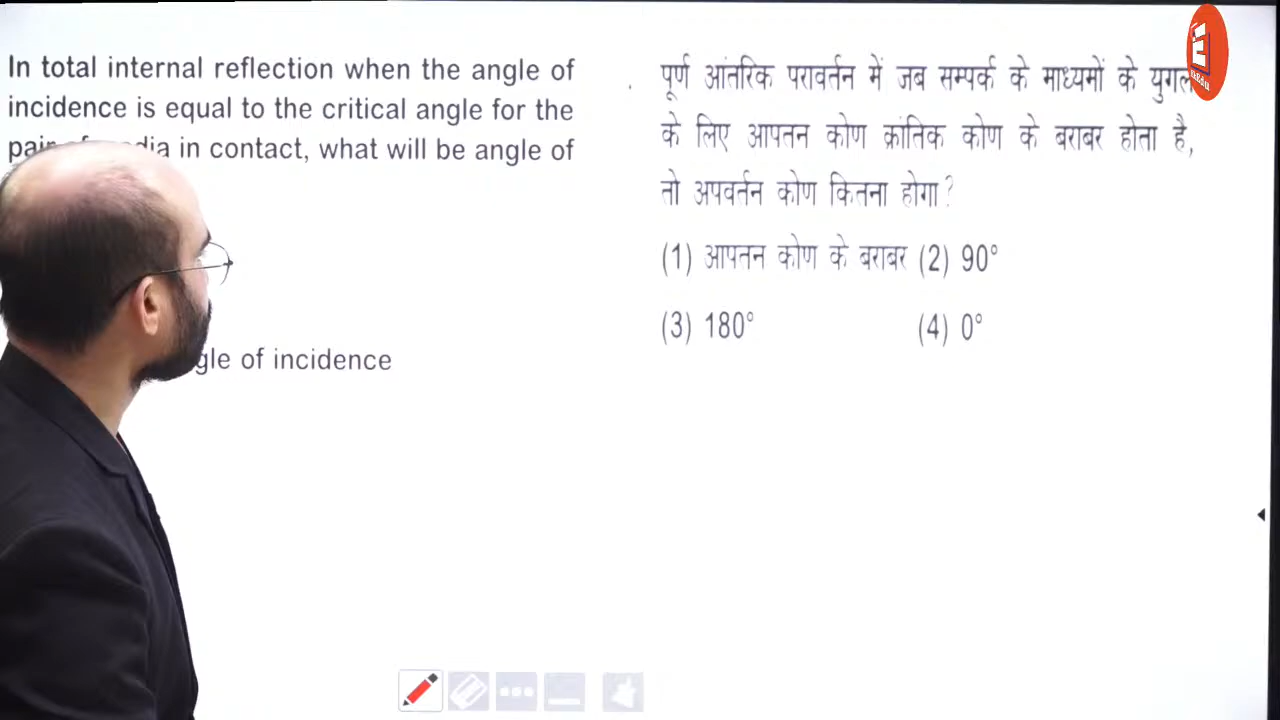 In total internal reflection when the angle of
incidence is equal to the critical angle for the
in contact, what will be angle of
of incidence
पूर्ण आंतरिक परावर्तन में जब सम्पर्क के माध्यमों के युगल
के लिए आपतन कोण क्रांतिक कोण के बराबर होता है,
तो अपवर्तन कोण कितना होगा?
(1) आपतन कोण के बराबर (2) 90°
(3) 180° (4) 0°